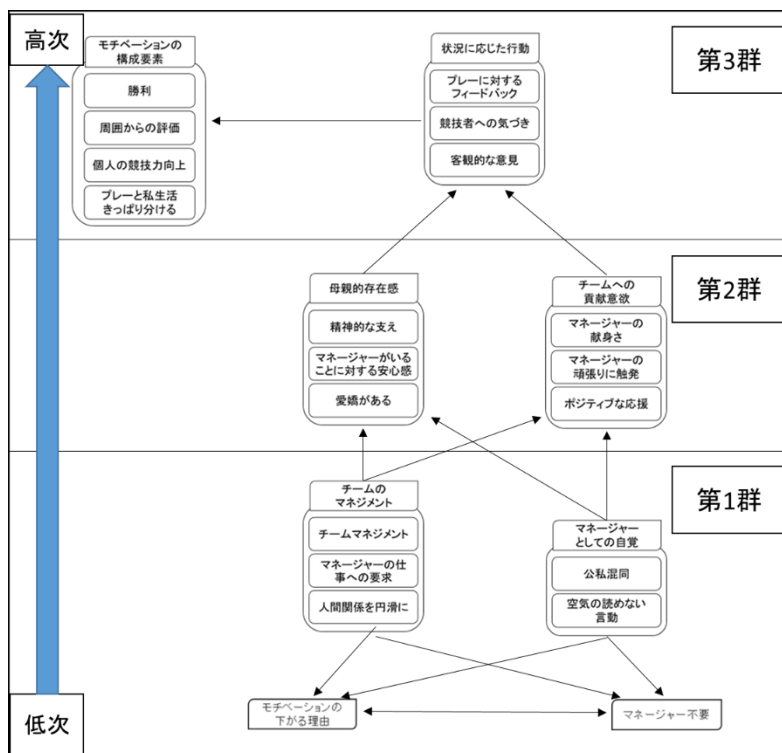 高次
モチベーションの
構成要素
勝利
周囲からの評価
個人の競技力向上
プレーと私生活
きっぱり分ける
状況に応じた行動
プレーに対する
フィードバック
競技者への気づき
客観的な意見
第3群
母親的存在感
精神的な支え
マネージャーがいる
ことに対する安心感
愛嬌がある
チームへの
貢献意欲
マネージャーの
献身さ
マネージャーの
頑張りに触発
ポジティブな応援
第2群
チームの
マネジメント
チームマネジメント
マネージャーの仕
事への要求
人間関係を円滑に
マネージャー
としての自覚
公私混同
空気の読めない
言動
第1群
モチベーションの
下がる理由
マネージャー不要
低次